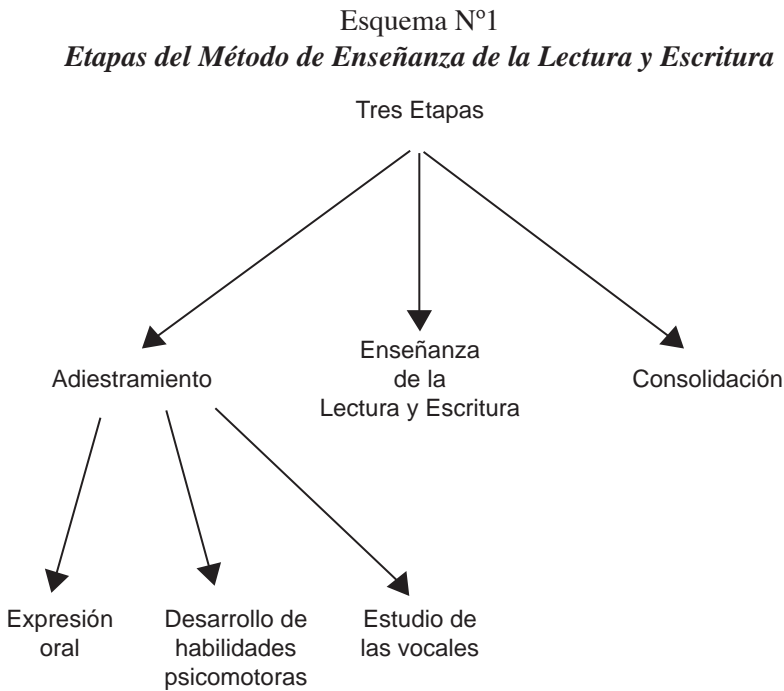 Esquema Nº1
Etapas del Método de Enseñanza de la Lectura y Escritura
Tres Etapas
Adiestramiento
Enseñanza
de la
Lectura y Escritura
Consolidación
Expresión
oral
Desarrollo de
habilidades
psicomotoras
Estudio de
las vocales